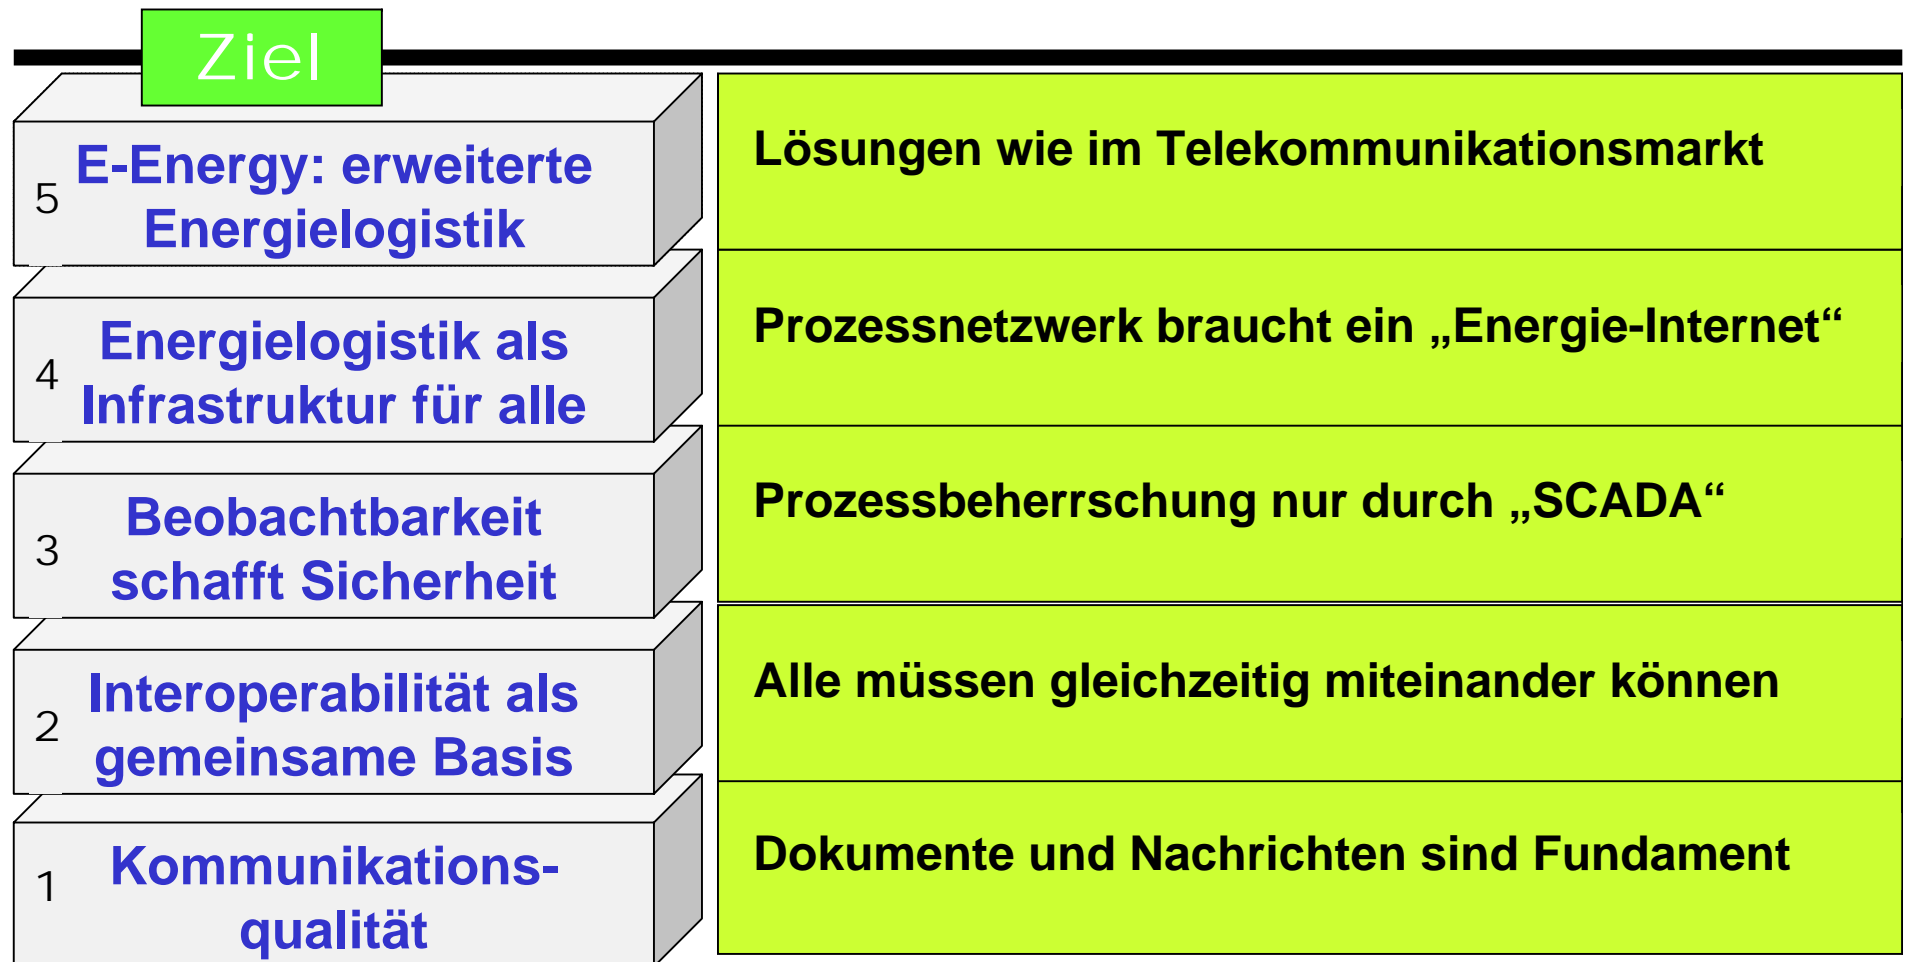 Ziel
5
E-Energy: erweiterte
Energielogistik
Lösungen wie im Telekommunikationsmarkt
4
Energielogistik als
Infrastruktur für alle
Prozessnetzwerk braucht ein „Energie-Internet“
3
Beobachtbarkeit
schafft Sicherheit
Prozessbeherrschung nur durch „SCADA“
2
Interoperabilität als
gemeinsame Basis
Alle müssen gleichzeitig miteinander können
1
Kommunikations-
qualität
Dokumente und Nachrichten sind Fundament